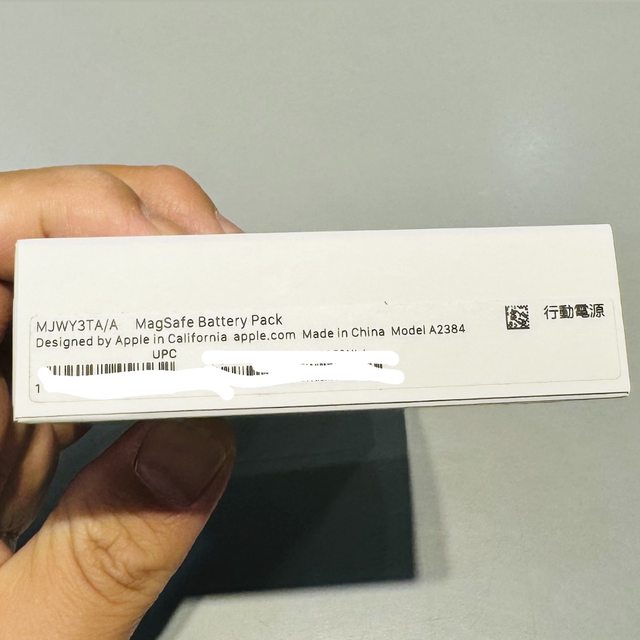 MJWY3TA/A MagSafe Battery Pack
Designed by Apple in California apple.com Made in China Model A2384
行動電源
UPC
1